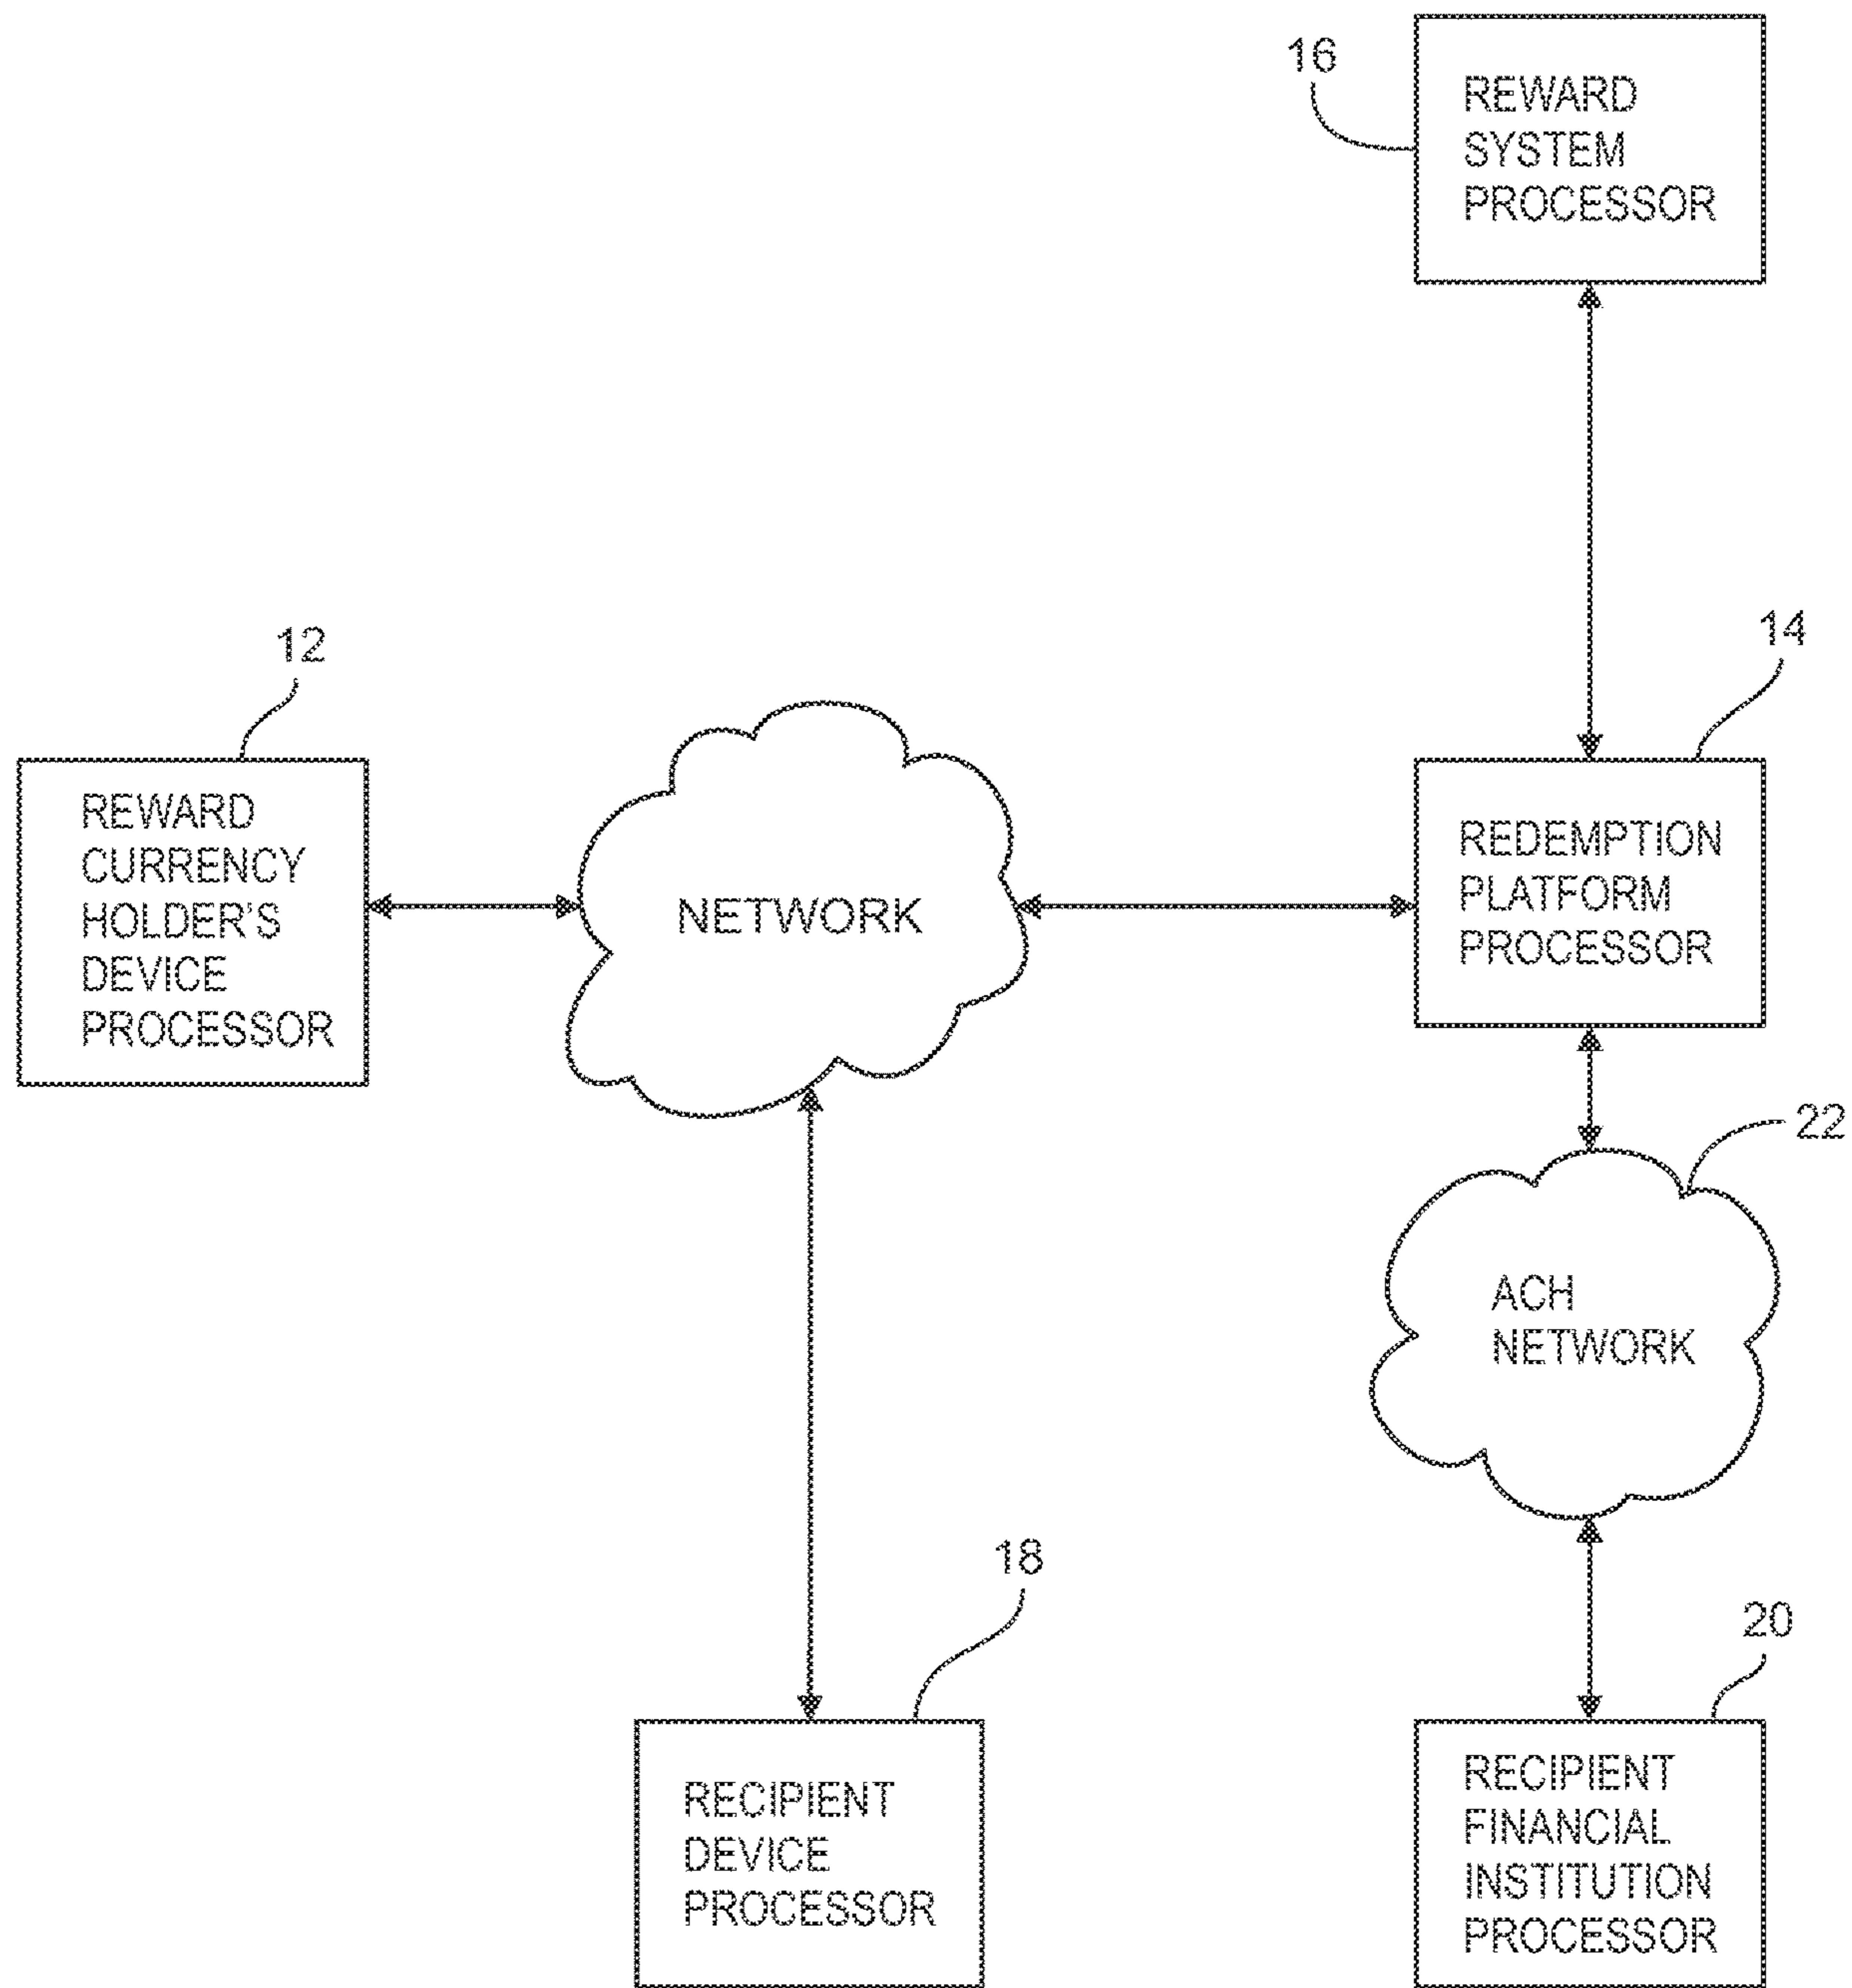 16
REWARD
SYSTEM
PROCESSOR
12
14
REWARD
CURRENCY
HOLDER'S
DEVICE
PROCESSOR
NETWORK
REDEMPTION
PLATFORM
PROCESSOR
22
ACH
NETWORK
18
20
RECIPIENT
DEVICE
PROCESSOR
RECIPIENT
FINANCIAL
INSTITUTION
PROCESSOR